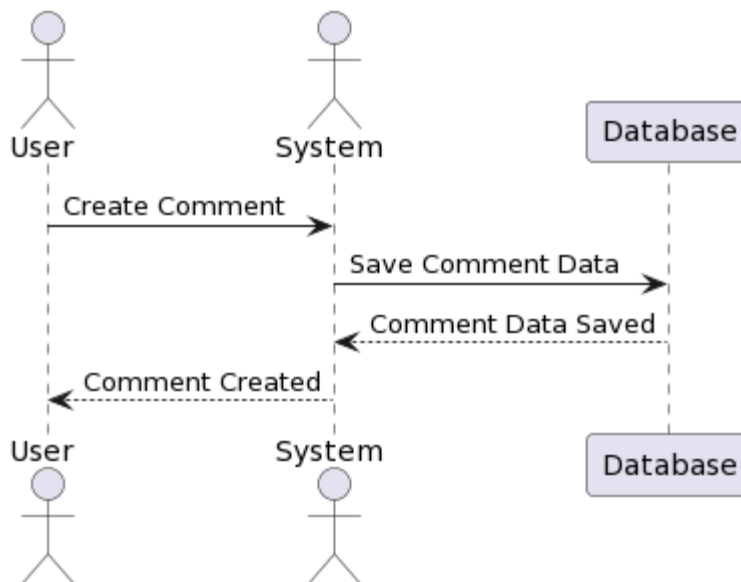 User
System
Database
Create Comment
Save Comment Data
Comment Data Saved
Comment Created
User
System
Database